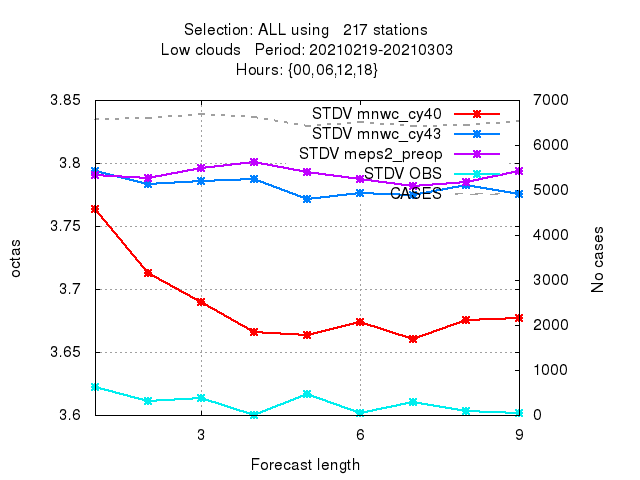 Selection: ALL using   217 stations
Low clouds   Period: 20210219-20210303
Hours: {00,06,12,18}
3.85
3.8
3.75
3.7
3.65
3.6
octas
STDV mnwc_cy40
STDV mnwc_cy43
STDV meps2_preop
STDV OBS
CASES
7000
6000
5000
4000
3000
2000
1000
0
No cases
3
6
9
Forecast length